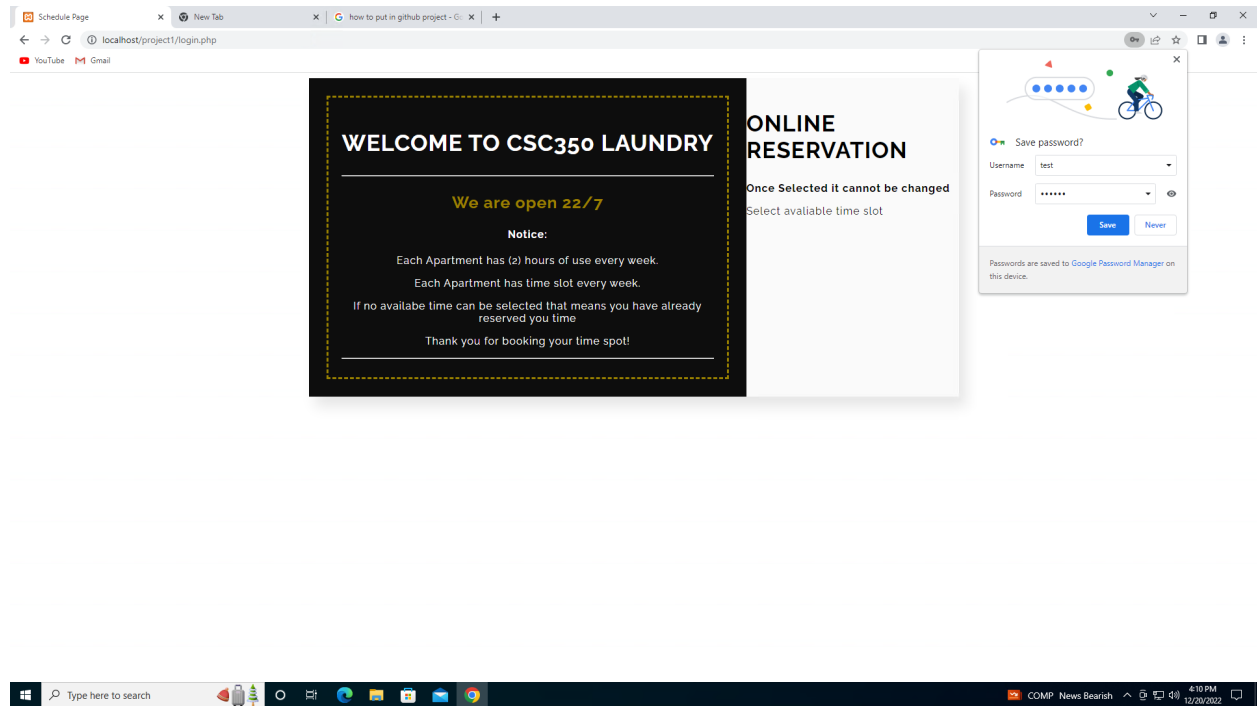 Schedule Page
New Tab
how to put in github project - Go
localhost/project1/login.php
YouTube
Gmail
WELCOME TO CSC350 LAUNDRY
We are open 22/7
Notice:
Each Apartment has (2) hours of use every week.
Each Apartment has time slot every week.
If no availabe time can be selected that means you have already
reserved you time
Thank you for booking your time spot!
ONLINE
RESERVATION
Once Selected it cannot be changed
Select avaliable time slot
Save password?
Username test
Password ••••••
Save Never
Passwords are saved to Google Password Manager on
this device.
Type here to search
COMP News Bearish
4:10 PM
12/20/2022